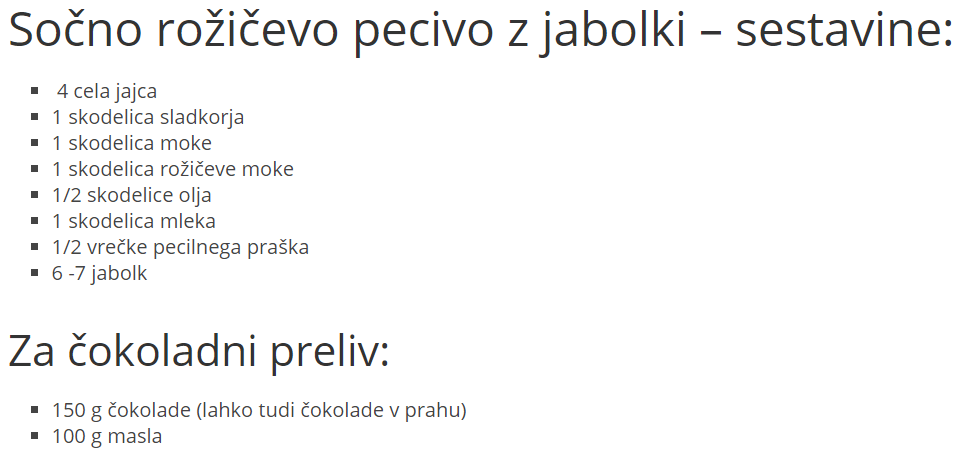 Sočno rožičevo pecivo z jabolki – sestavine:
4 cela jajca
1 skodelica sladkorja
1 skodelica moke
1 skodelica rožičeve moke
1/2 skodelice olja
1 skodelica mleka
1/2 vrečke pecilnega praška
6 -7 jabolk
Za čokoladni preliv:
150 g čokolade (lahko tudi čokolade v prahu)
100 g masla